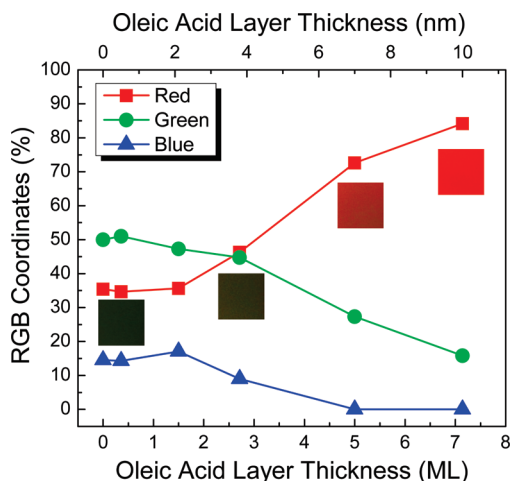 Oleic Acid Layer Thickness (nm)
0 2 4 6 8 10
RGB Coordinates (%)
100
90
80
70
60
50
40
30
20
10
0
Red
Green
Blue
0 1 2 3 4 5 6 7 8
Oleic Acid Layer Thickness (ML)